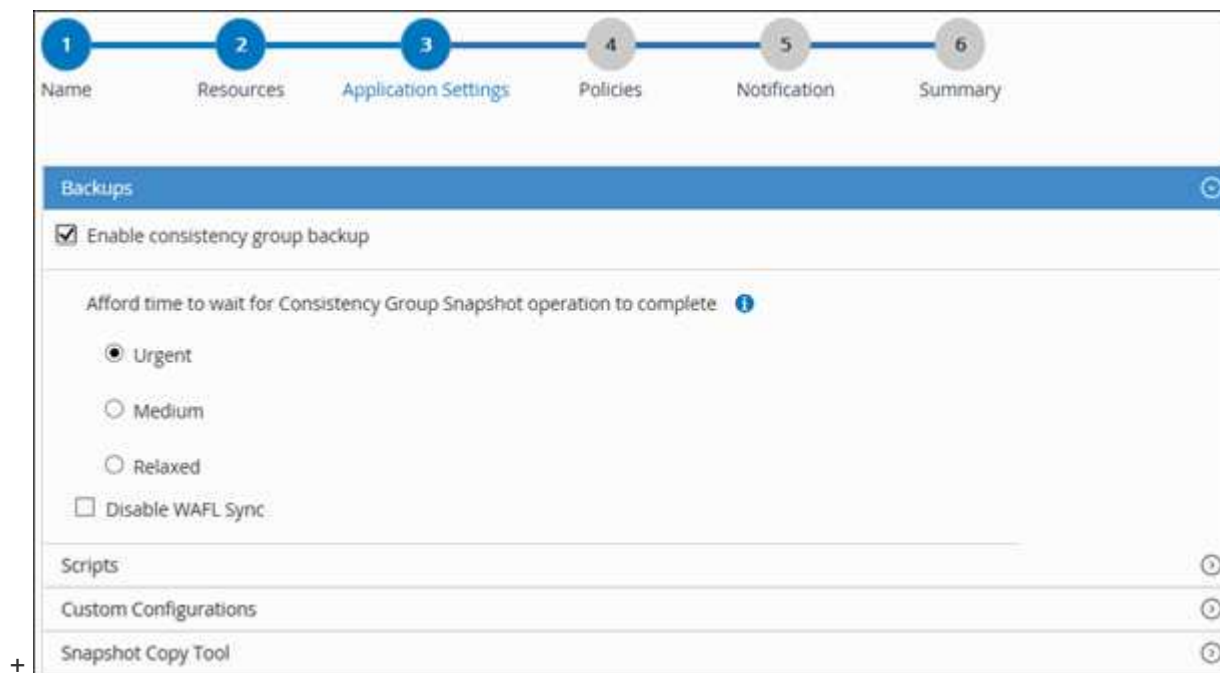 1 2 3 4 5 6
Name Resources Application Settings Policies Notification Summary
Backups
Enable consistency group backup
Afford time to wait for Consistency Group Snapshot operation to complete i
Urgent
Medium
Relaxed
Disable WAFL Sync
Scripts
Custom Configurations
Snapshot Copy Tool
+